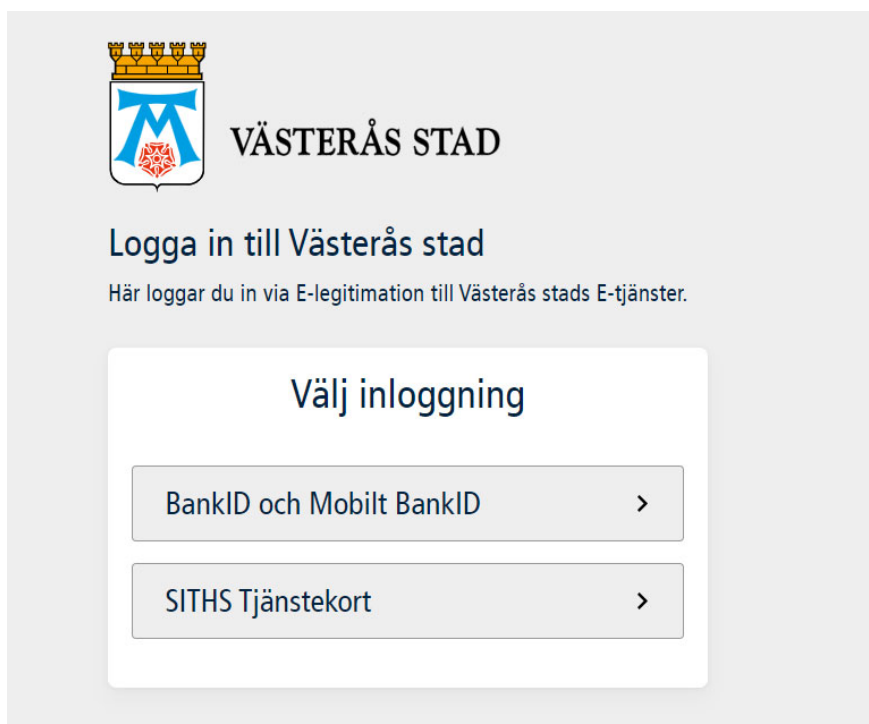 VÄSTERÅS STAD
Logga in till Västerås stad
Här loggar du in via E-legitimation till Västerås stads E-tjänster.
Välj inloggning
BankID och Mobilt BankID
SITHS Tjänstekort